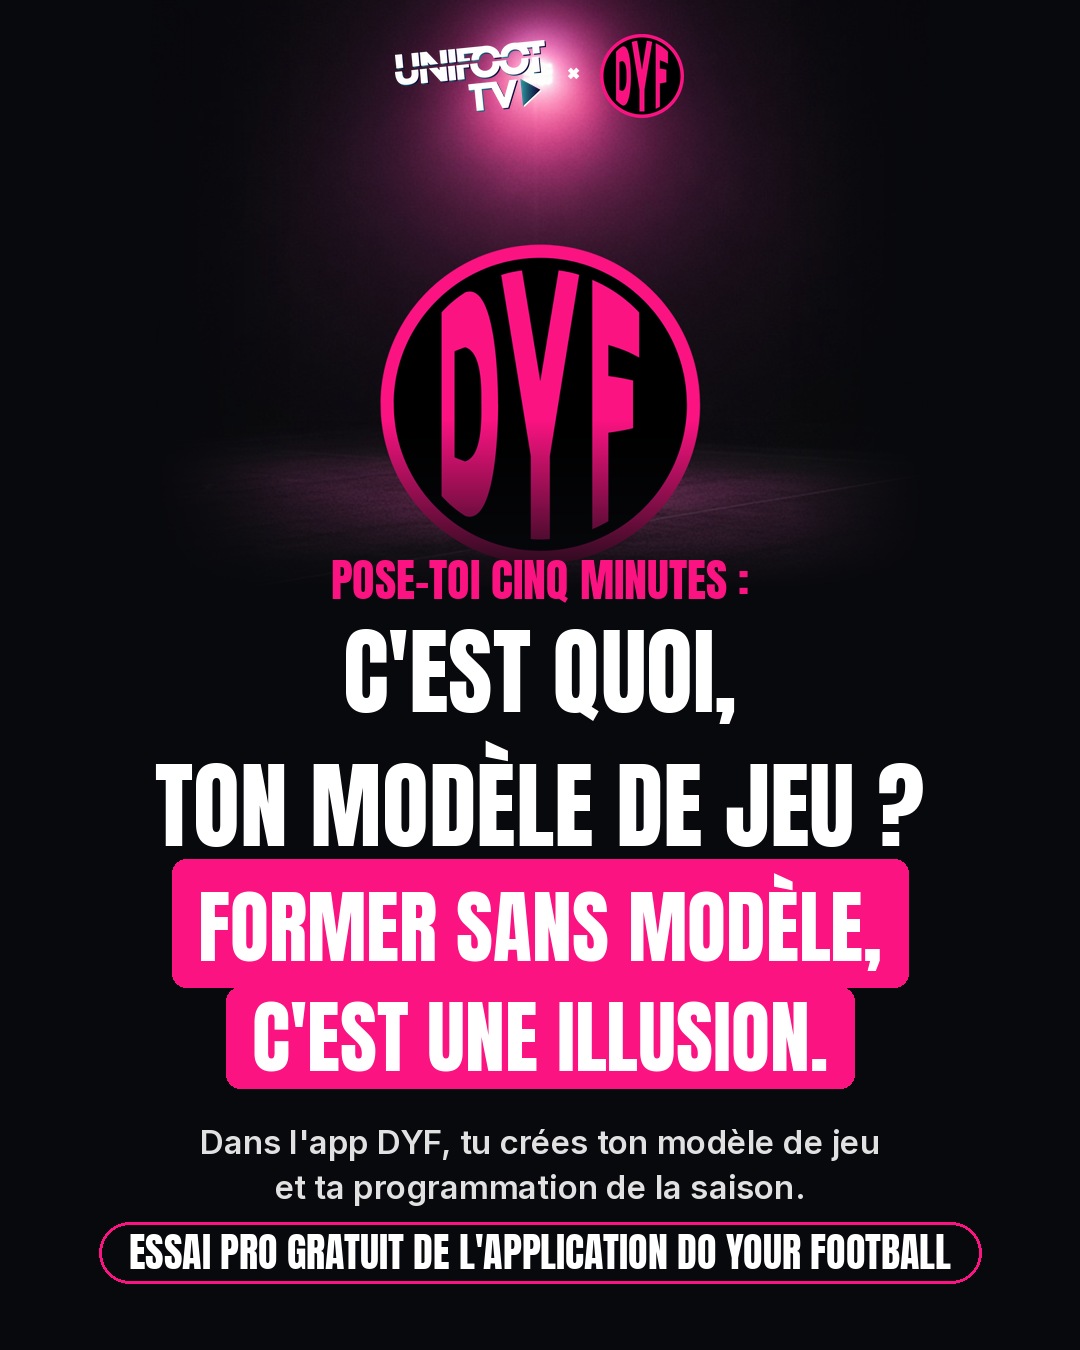 UNIFOOT
TV
×
DYF
DYF
POSE-TOI CINQ MINUTES :
C'EST QUOI,
TON MODÈLE DE JEU ?
FORMER SANS MODÈLE,
C'EST UNE ILLUSION.
Dans l'app DYF, tu crées ton modèle de jeu
et ta programmation de la saison.
ESSAI PRO GRATUIT DE L'APPLICATION DO YOUR FOOTBALL